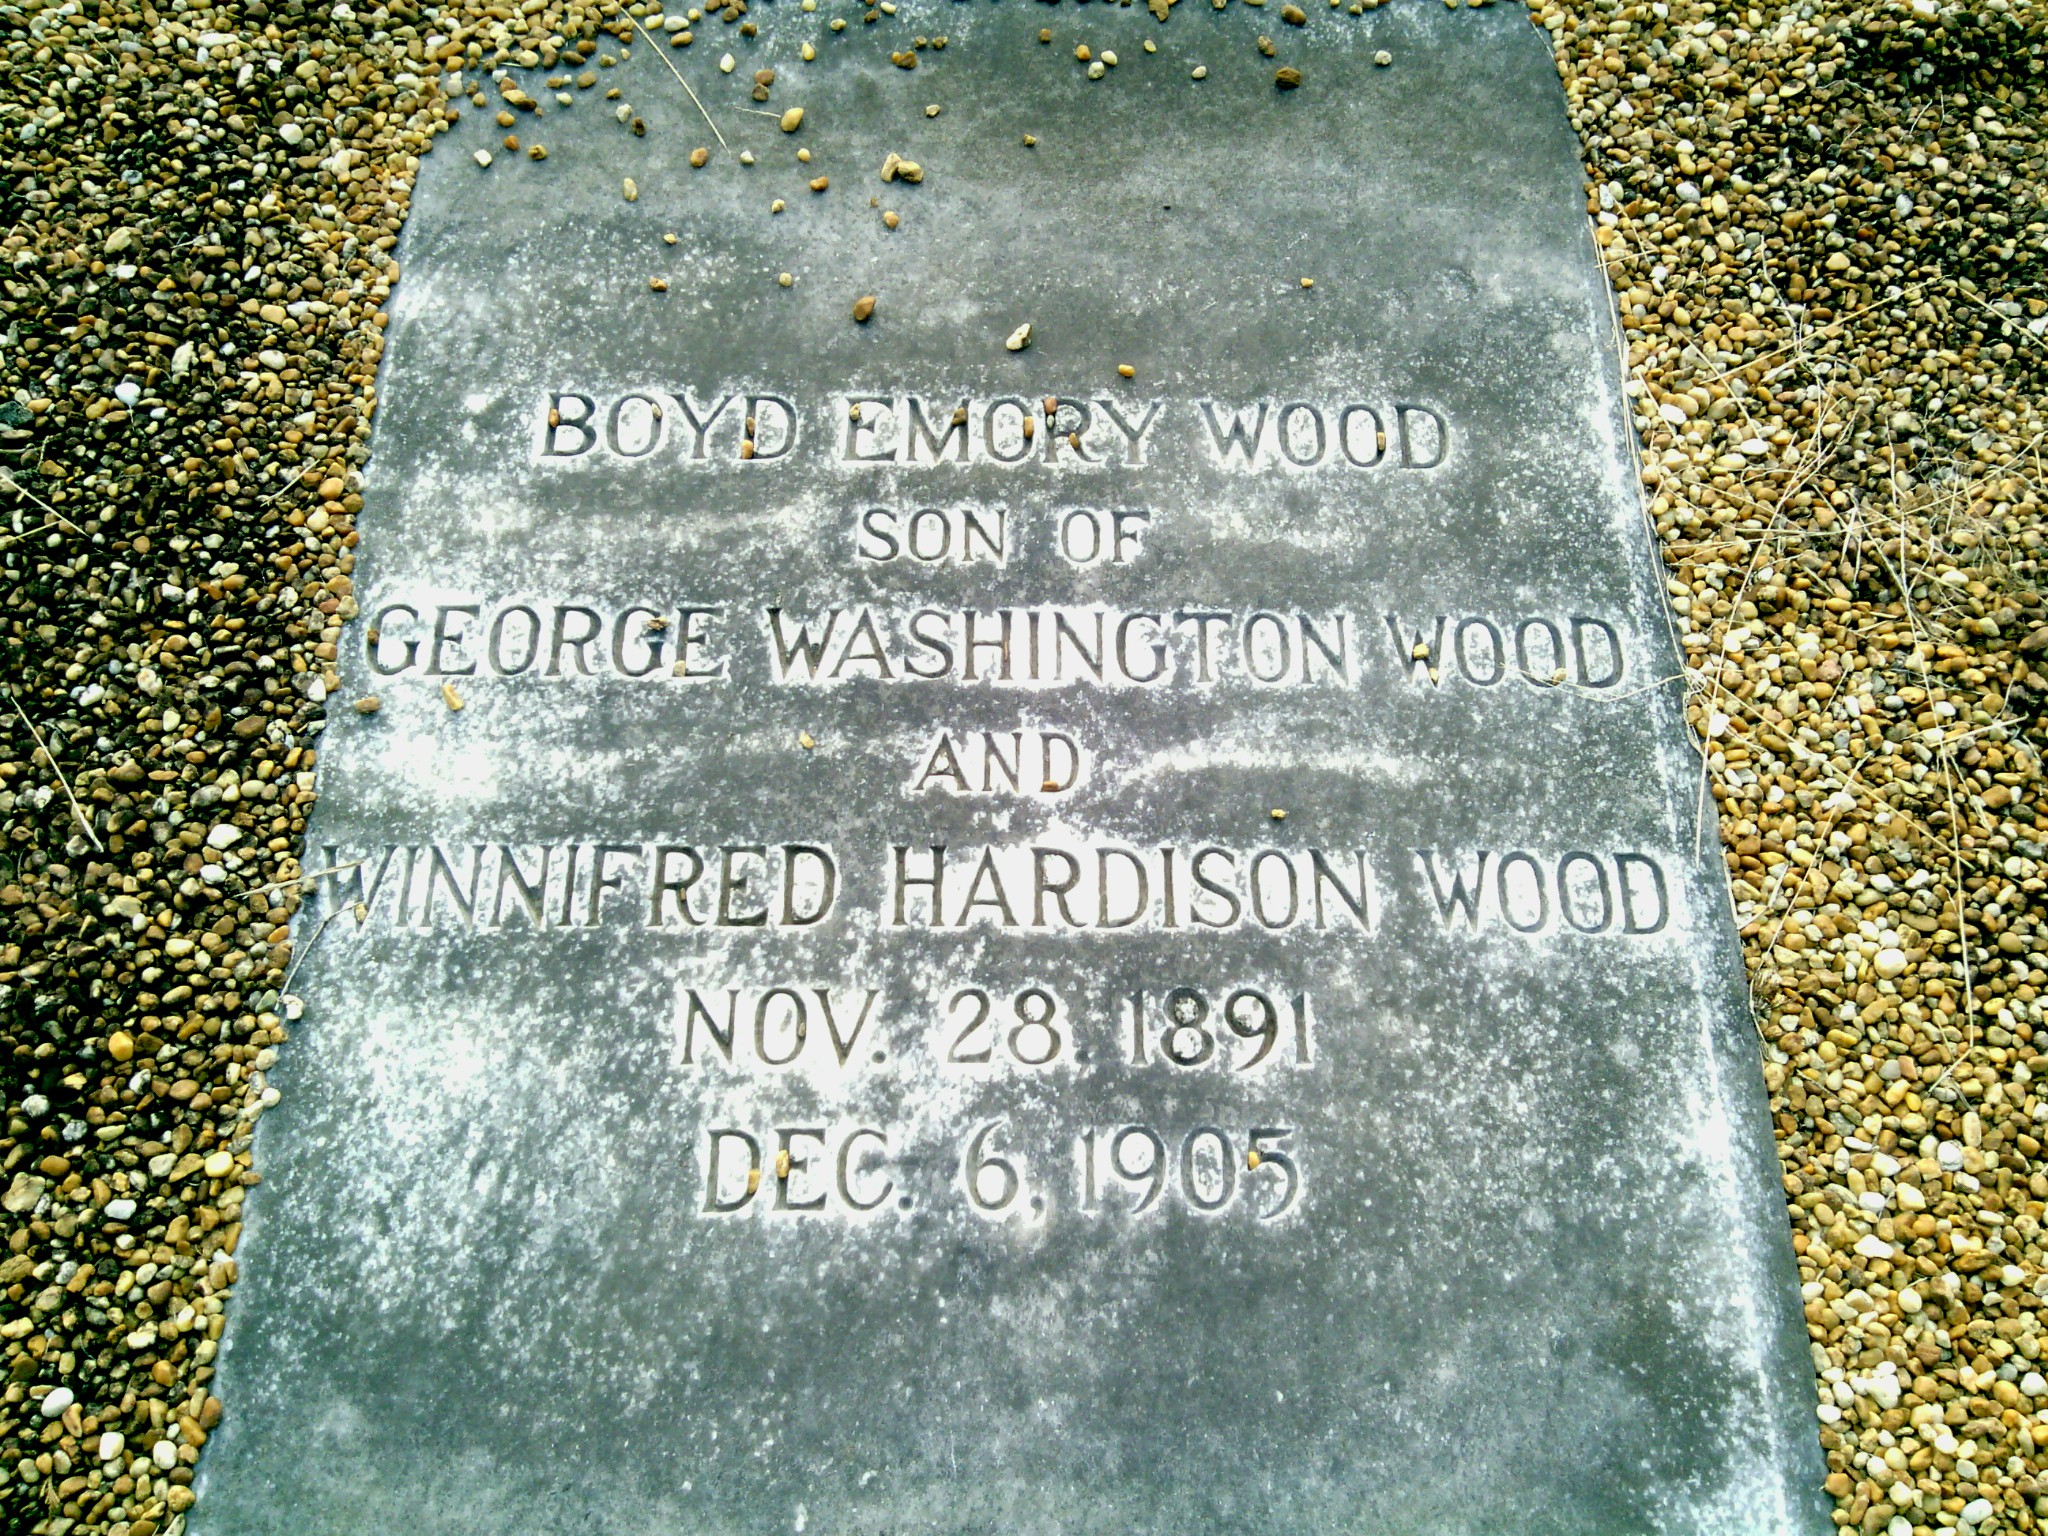 BOYD EMORY WOOD
SON OF
GEORGE WASHINGTON WOOD
AND
WINNIFRED HARDISON WOOD
NOV. 28, 1891
DEC. 6, 1905